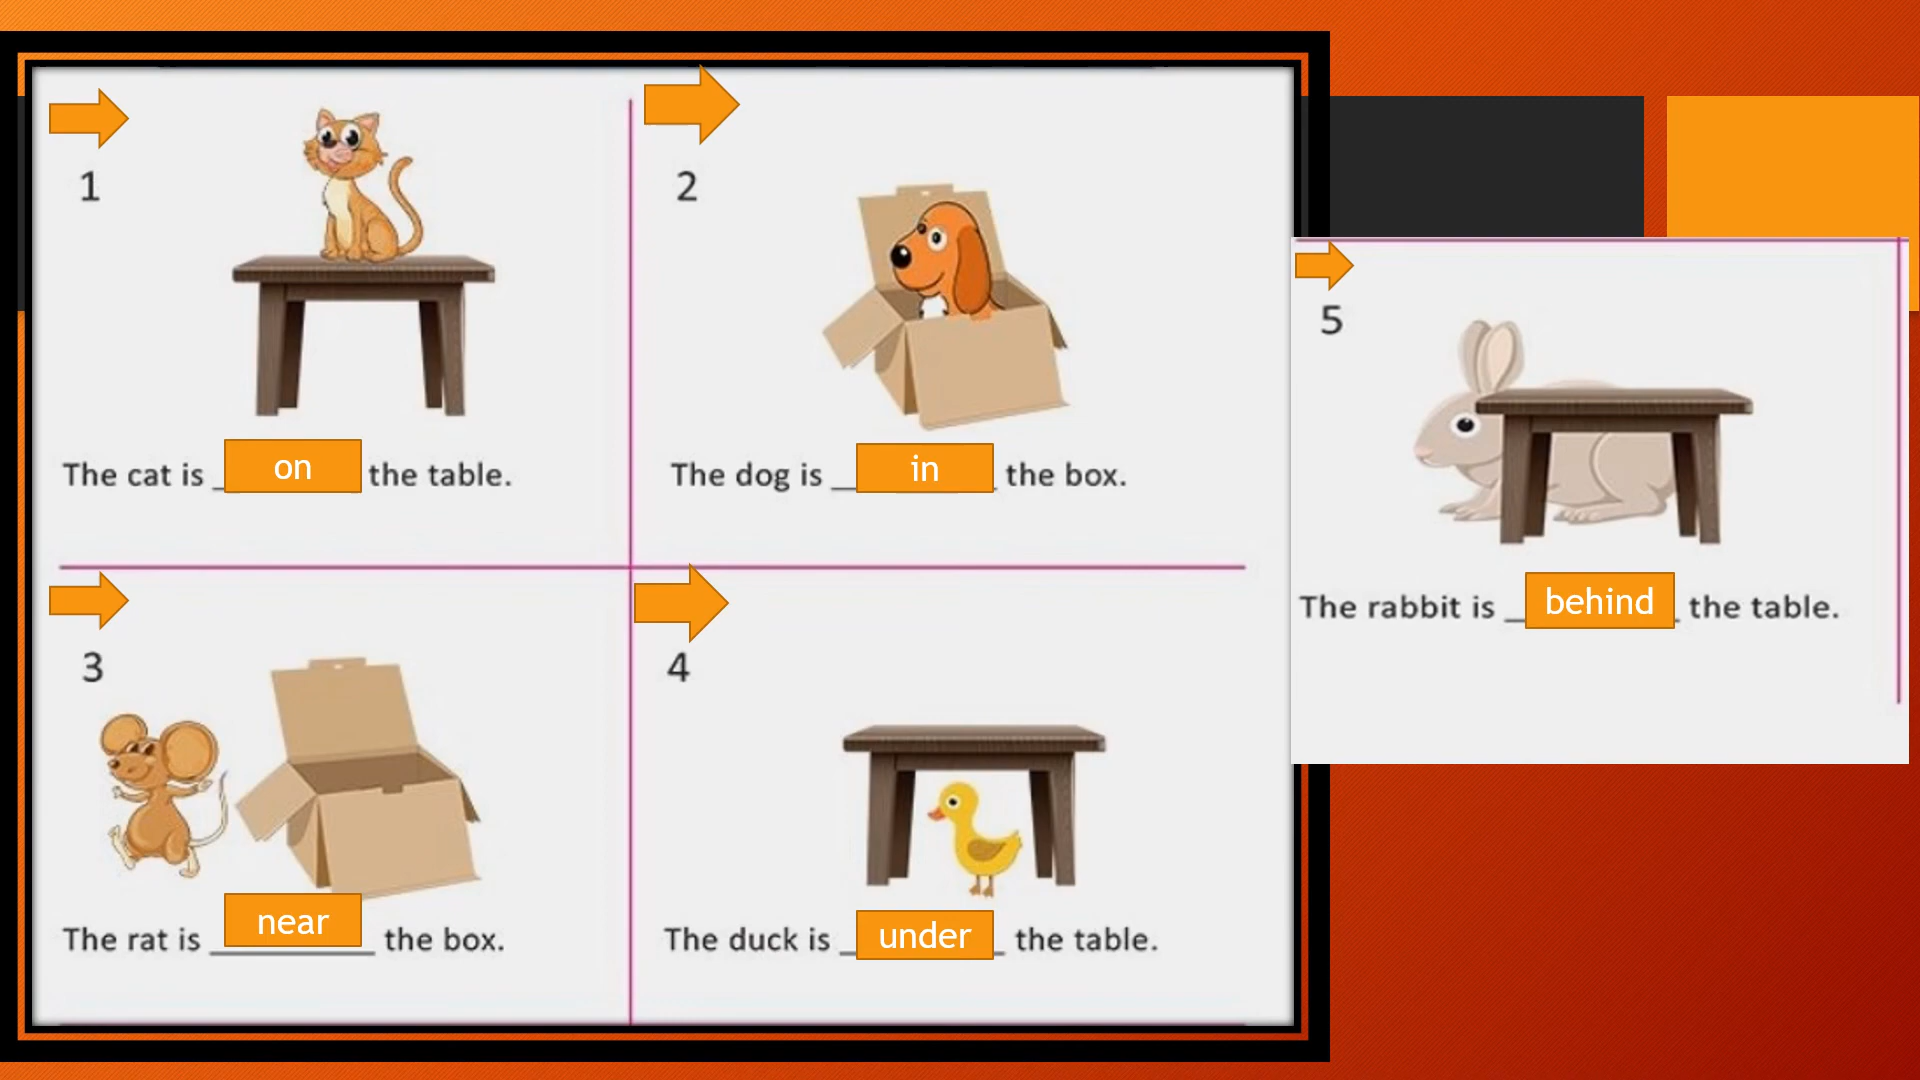 1
The cat is _ on the table.
2
The dog is _ in _ the box.
3
The rat is _ near _ the box.
4
The duck is _ under _ the table.
5
The rabbit is _ behind _ the table.